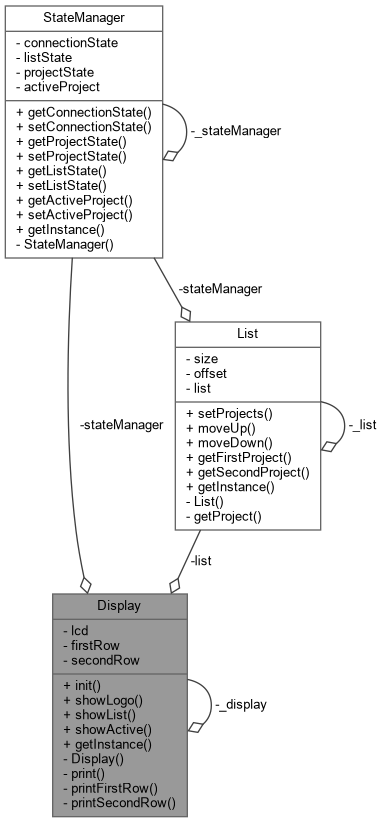 StateManager
- connectionState
- listState
- projectState
- activeProject
+ getConnectionState()
+ setConnectionState()
+ getProjectState()
+ setProjectState()
+ getListState()
+ setListState()
+ getActiveProject()
+ setActiveProject()
+ getInstance()
- StateManager()
-_stateManager
-stateManager
List
- size
- offset
- list
+ setProjects()
+ moveUp()
+ moveDown()
+ getFirstProject()
+ getSecondProject()
+ getInstance()
- List()
- getProject()
-_list
-stateManager
-list
Display
- lcd
- firstRow
- secondRow
+ init()
+ showLogo()
+ showList()
+ showActive()
+ getInstance()
- Display()
- print()
- printFirstRow()
- printSecondRow()
-_display